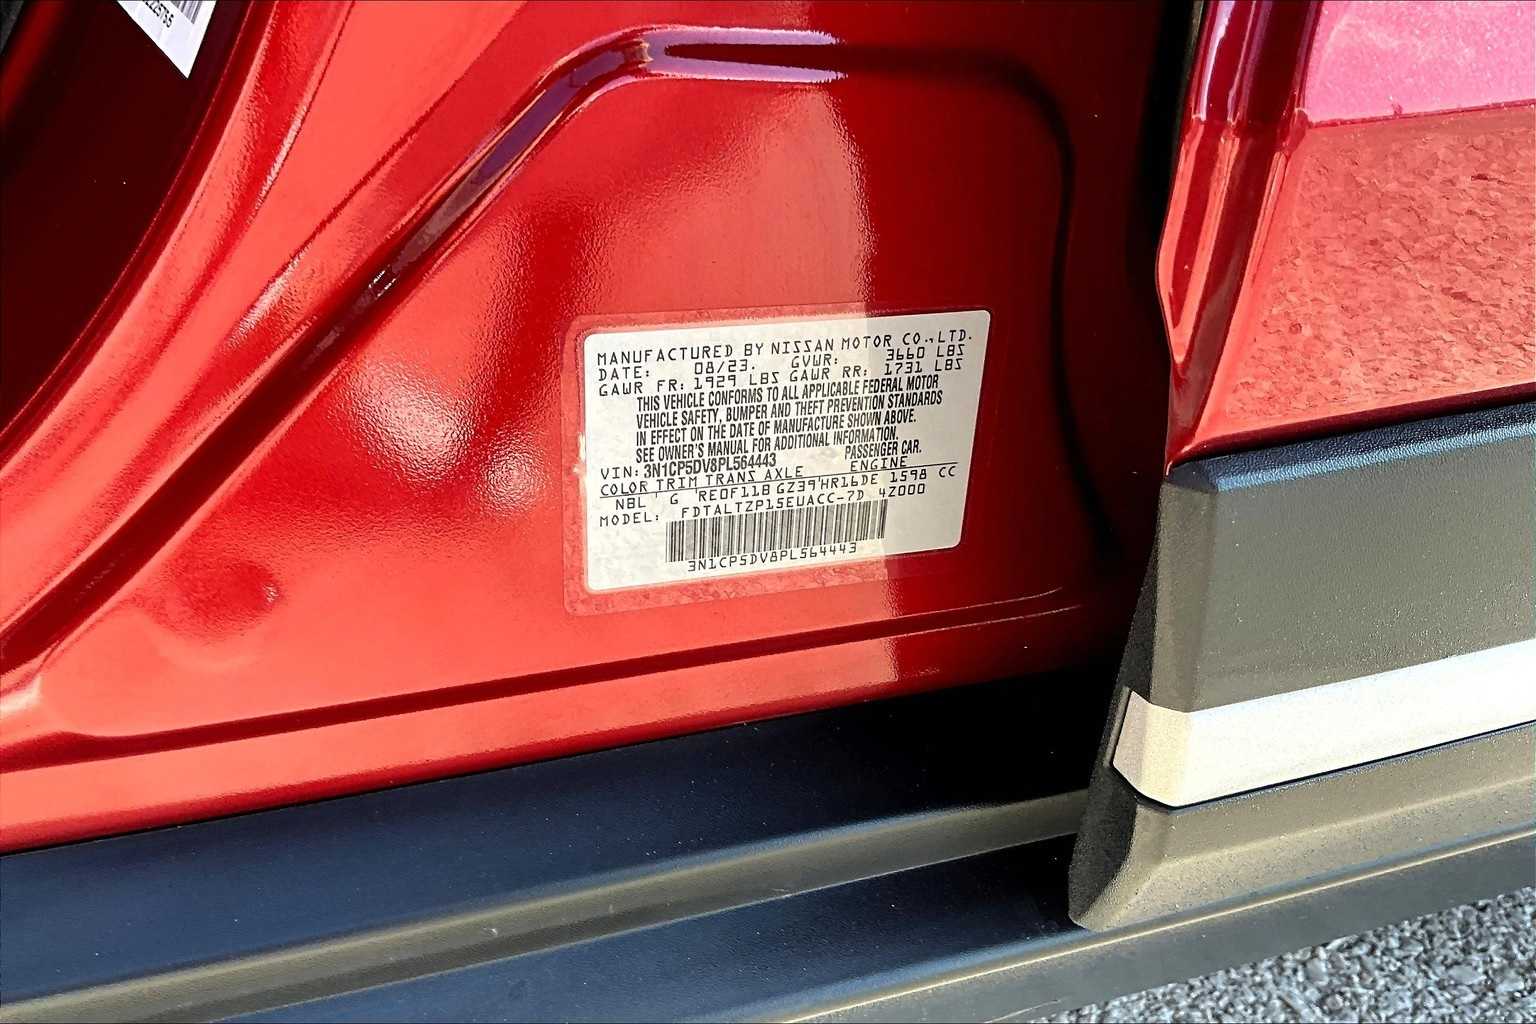 MANUFACTURED BY NISSAN MOTOR CO.,LTD.
DATE: 08/23. GVWR: 3660 LBS
GAWR FR: 1929 LBS GAWR RR: 1731 LBS
THIS VEHICLE CONFORMS TO ALL APPLICABLE FEDERAL MOTOR
VEHICLE SAFETY, BUMPER AND THEFT PREVENTION STANDARDS
IN EFFECT ON THE DATE OF MANUFACTURE SHOWN ABOVE.
SEE OWNER'S MANUAL FOR ADDITIONAL INFORMATION.
VIN: 3N1CP5DV8PL564443 PASSENGER CAR.
COLOR TRIM TRANS AXLE ENGINE
NBL G RE0F11B GZ39 HR16DE 1598 CC
MODEL: FDTALTZP15EUACC-7D 4Z000
3N1CP5DV8PL564443